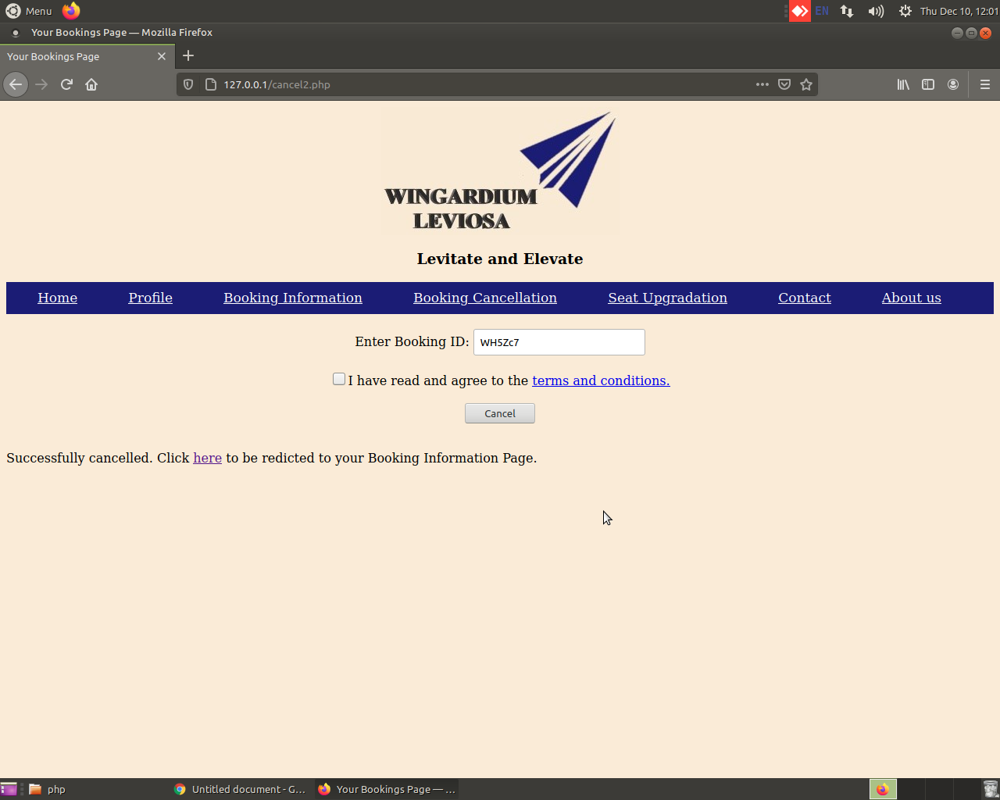 Menu
EN
Thu Dec 10, 12:01
Your Bookings Page — Mozilla Firefox
Your Bookings Page
127.0.0.1/cancel2.php
WINGARDIUM
LEVIOSA
Levitate and Elevate
Home Profile Booking Information Booking Cancellation Seat Upgradation Contact About us
Enter Booking ID: WH5Zc7
I have read and agree to the terms and conditions.
Cancel
Successfully cancelled. Click here to be redicted to your Booking Information Page.
php Untitled document - G... Your Bookings Page — ...